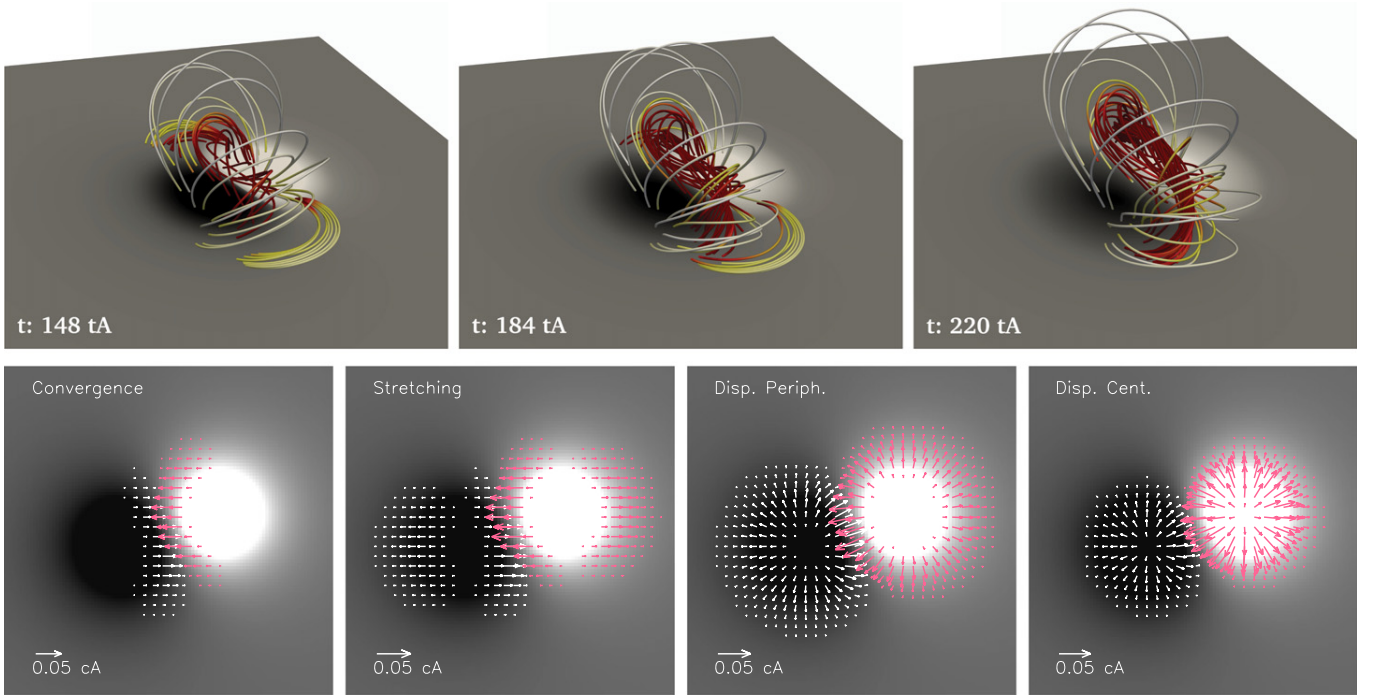 t: 148 tA
t: 184 tA
t: 220 tA
Convergence
Stretching
Disp. Periph.
Disp. Cent.
0.05 cA
0.05 cA
0.05 cA
0.05 cA